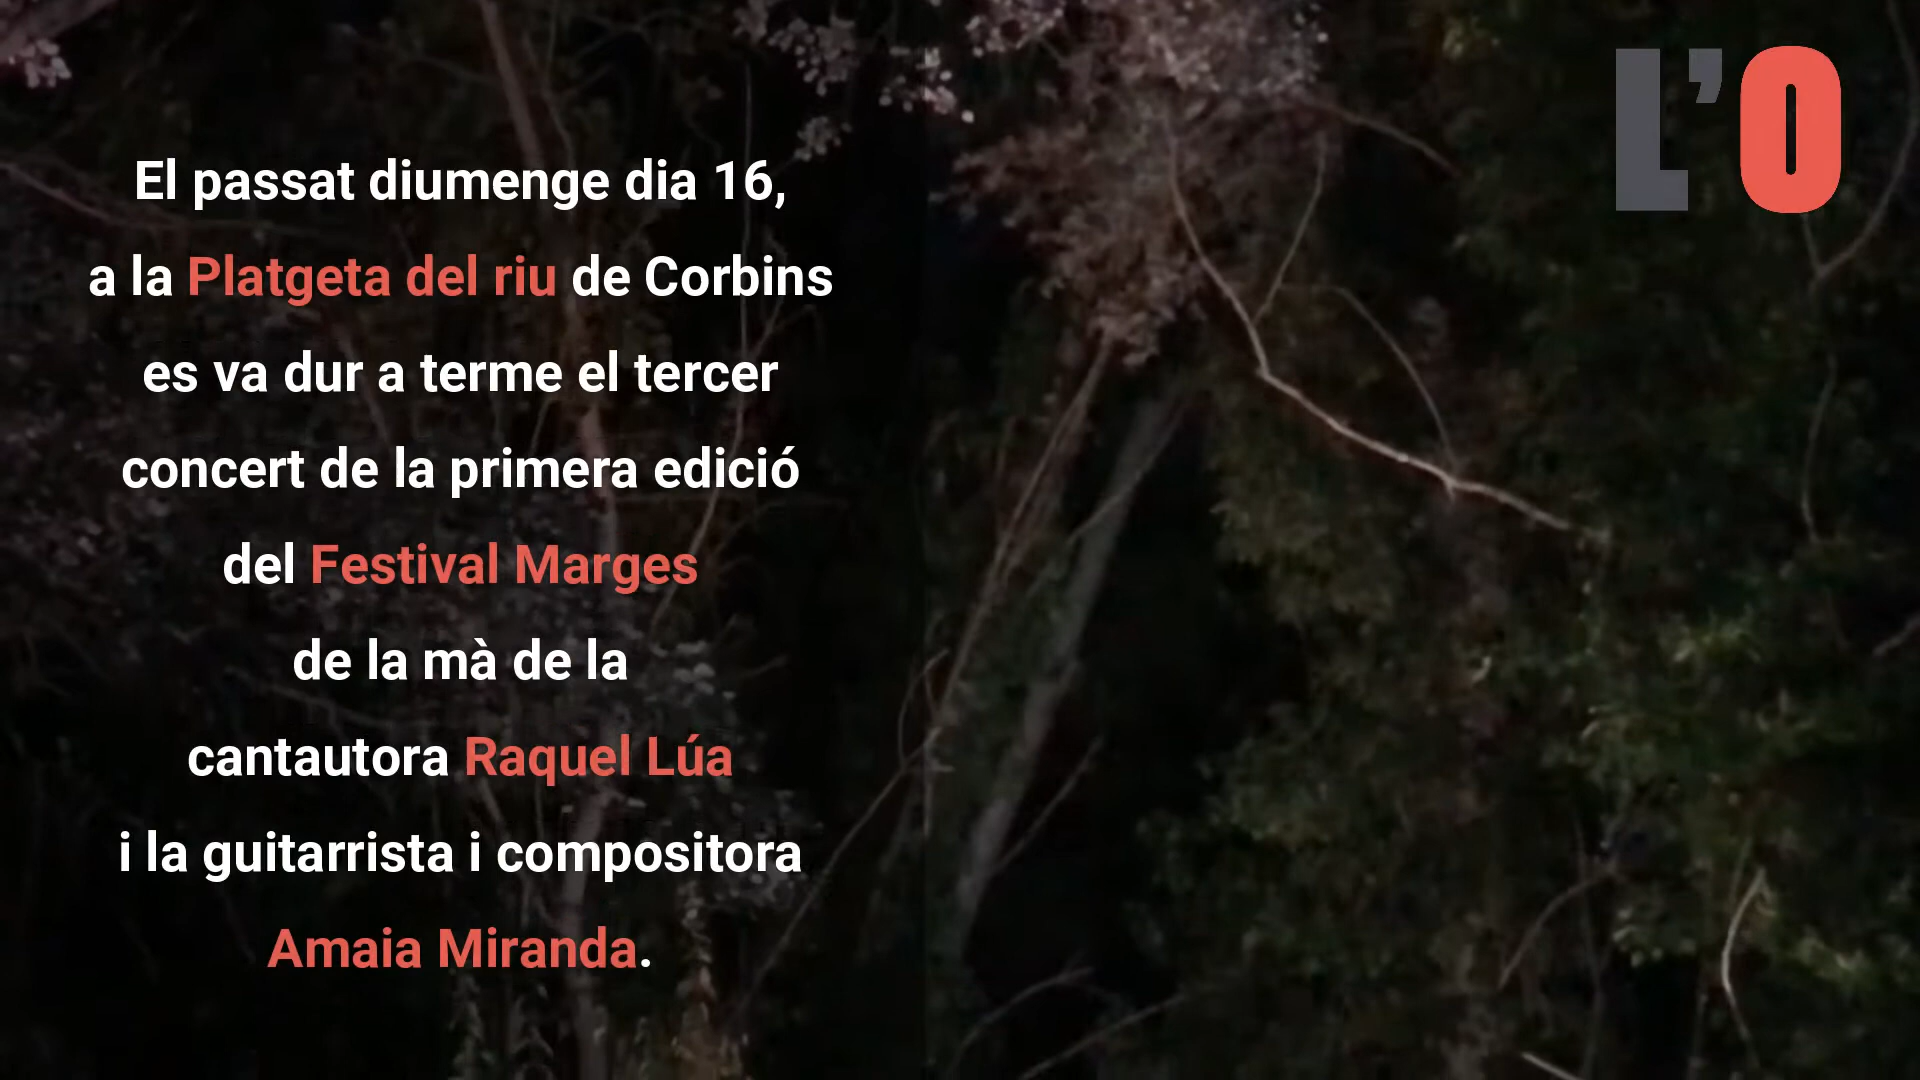 L'O
El passat diumenge dia 16,
a la Platgeta del riu de Corbins
es va dur a terme el tercer
concert de la primera edició
del Festival Marges
de la mà de la
cantautora Raquel Lúa
i la guitarrista i compositora
Amaia Miranda.